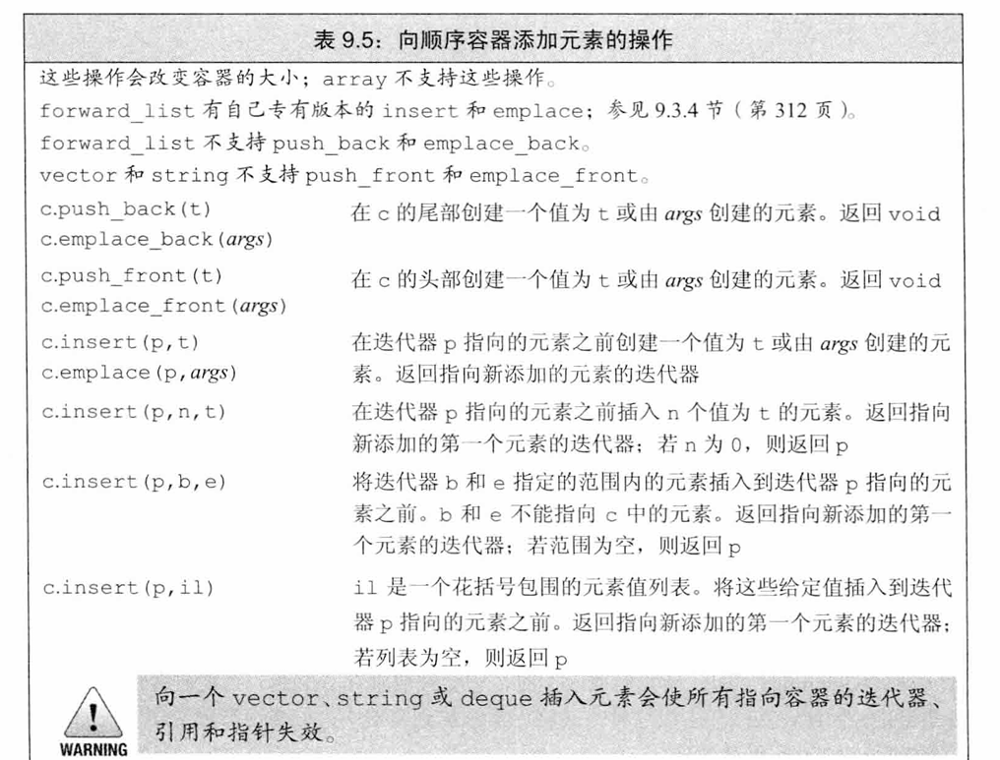 表 9.5：向顺序容器添加元素的操作
这些操作会改变容器的大小；array 不支持这些操作。
forward_list 有自己专有版本的 insert 和 emplace；参见 9.3.4 节（第 312 页）。
forward_list 不支持 push_back 和 emplace_back。
vector 和 string 不支持 push_front 和 emplace_front。
c.push_back(t) 在 c 的尾部创建一个值为 t 或由 args 创建的元素。返回 void
c.emplace_back(args)
c.push_front(t) 在 c 的头部创建一个值为 t 或由 args 创建的元素。返回 void
c.emplace_front(args)
c.insert(p,t) 在迭代器 p 指向的元素之前创建一个值为 t 或由 args 创建的元
c.emplace(p,args) 素。返回指向新添加的元素的迭代器
c.insert(p,n,t) 在迭代器 p 指向的元素之前插入 n 个值为 t 的元素。返回指向
新添加的第一个元素的迭代器；若 n 为 0，则返回 p
c.insert(p,b,e) 将迭代器 b 和 e 指定的范围内的元素插入到迭代器 p 指向的元
素之前。b 和 e 不能指向 c 中的元素。返回指向新添加的第一
个元素的迭代器；若范围为空，则返回 p
c.insert(p,il) il 是一个花括号包围的元素值列表。将这些给定值插入到迭代
器 p 指向的元素之前。返回指向新添加的第一个元素的迭代器；
若列表为空，则返回 p
向一个 vector、string 或 deque 插入元素会使所有指向容器的迭代器、
引用和指针失效。
WARNING